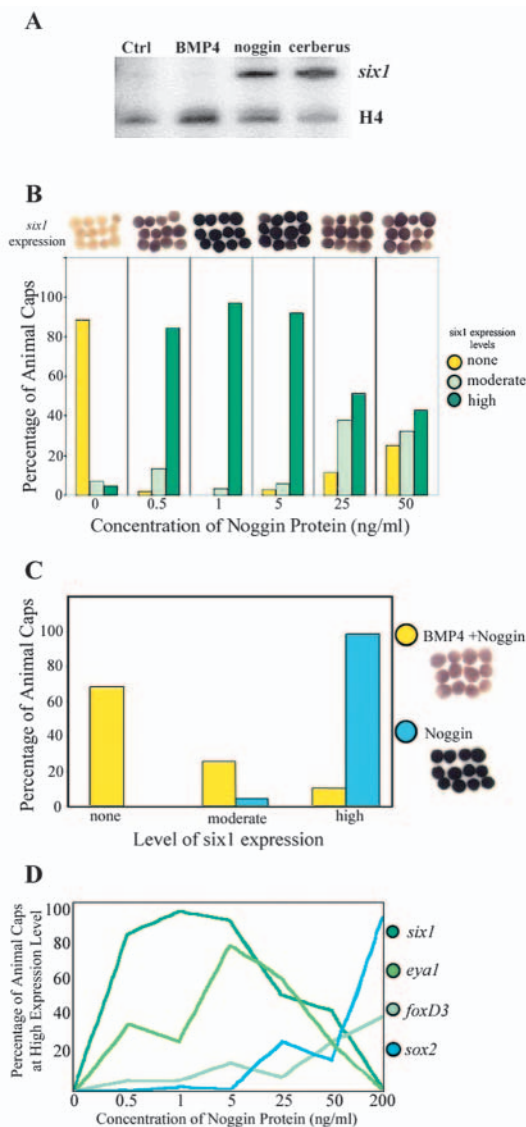 A
Ctrl BMP4 noggin cerberus
six1
H4
B
six1
expression
Percentage of Animal Caps
100
80
60
40
20
0
0 0.5 1 5 25 50
Concentration of Noggin Protein (ng/ml)
six1 expression
levels
none
moderate
high
C
Percentage of Animal Caps
100
80
60
40
20
0
none moderate high
Level of six1 expression
BMP4 +Noggin
Noggin
D
Percentage of Animal Caps
at High Expression Level
100
80
60
40
20
0 0.5 1 5 25 50 200
Concentration of Noggin Protein (ng/ml)
six1
eya1
foxD3
sox2